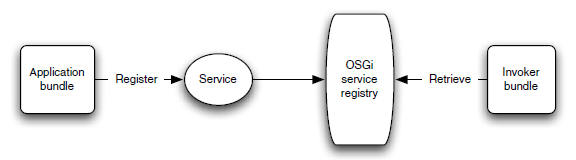 Application
bundle
Register
Service
OSGi
service
registry
Retrieve
Invoker
bundle